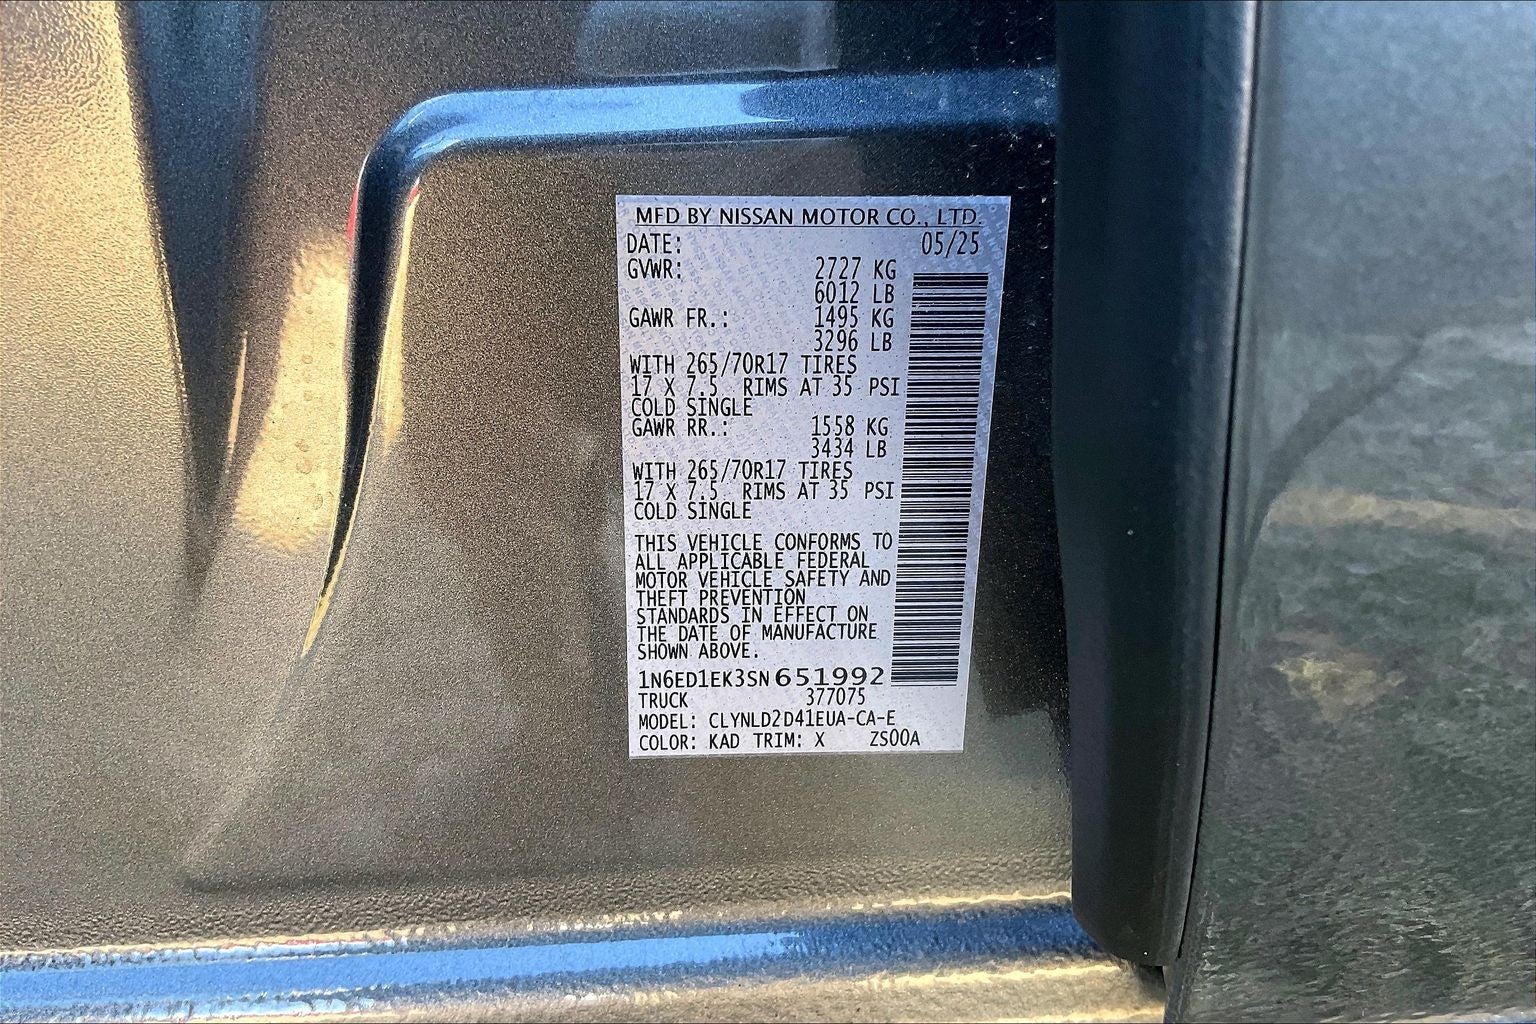 MFD BY NISSAN MOTOR CO., LTD.
DATE: 05/25
GVWR: 2727 KG
6012 LB
GAWR FR.: 1495 KG
3296 LB
WITH 265/70R17 TIRES
17 X 7.5 RIMS AT 35 PSI
COLD SINGLE
GAWR RR.: 1558 KG
3434 LB
WITH 265/70R17 TIRES
17 X 7.5 RIMS AT 35 PSI
COLD SINGLE
THIS VEHICLE CONFORMS TO
ALL APPLICABLE FEDERAL
MOTOR VEHICLE SAFETY AND
THEFT PREVENTION
STANDARDS IN EFFECT ON
THE DATE OF MANUFACTURE
SHOWN ABOVE.
1N6ED1EK3SN651992
TRUCK 377075
MODEL: CLYNLD2D41EUA-CA-E
COLOR: KAD TRIM: X ZS00A